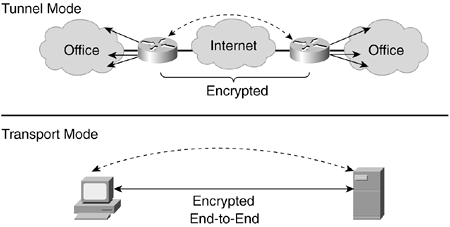 Tunnel Mode
Office
Internet
Office
Encrypted
Transport Mode
Encrypted
End-to-End